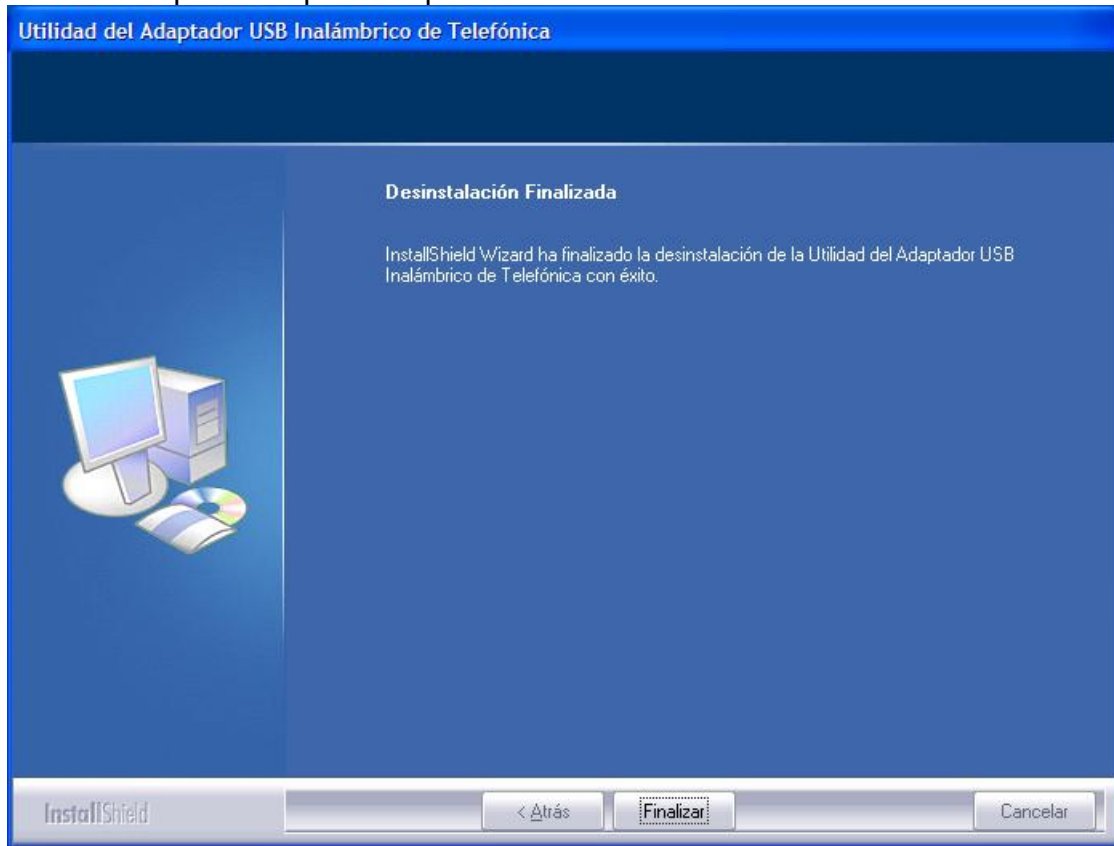 Utilidad del Adaptador USB Inalámbrico de Telefónica
Desinstalación Finalizada
InstallShield Wizard ha finalizado la desinstalación de la Utilidad del Adaptador USB
Inalámbrico de Telefónica con éxito.
InstallShield
< Atrás
Finalizar
Cancelar